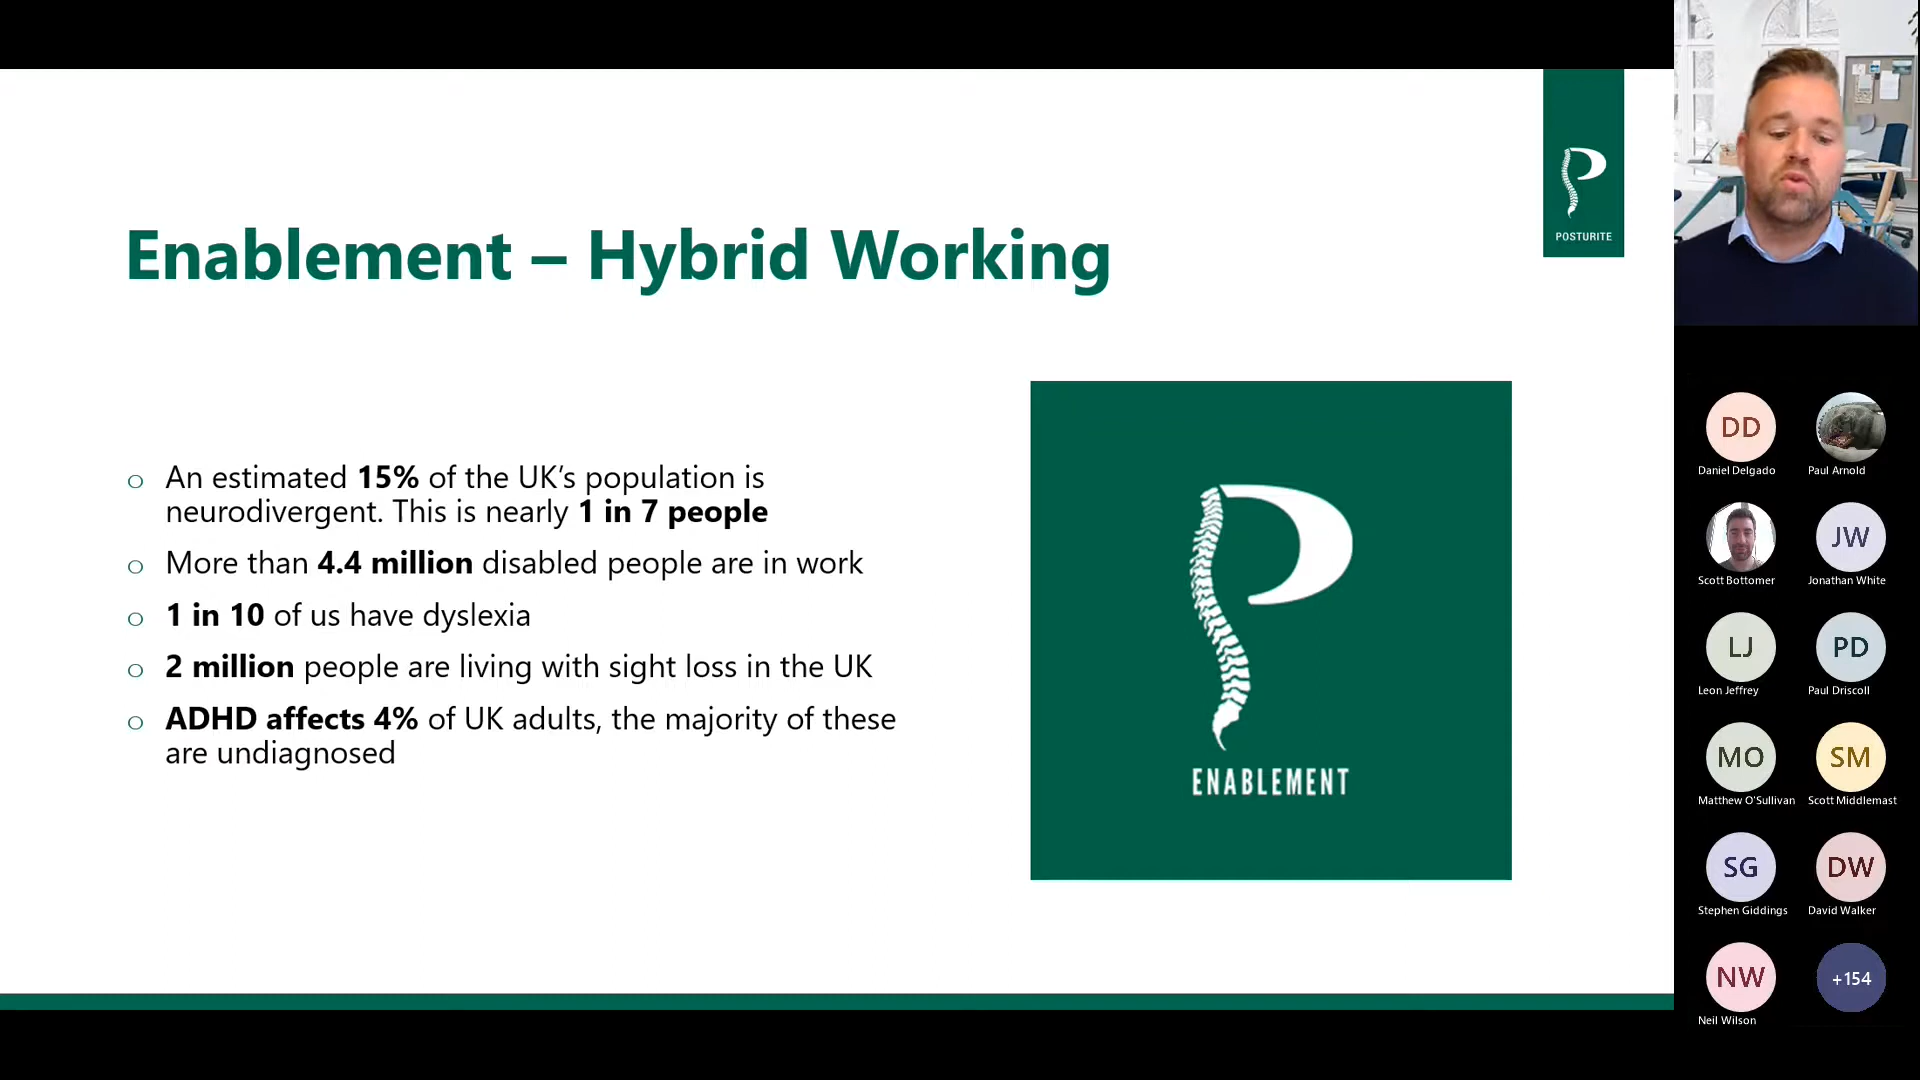 POSTURITE
Enablement – Hybrid Working
An estimated 15% of the UK’s population is
neurodivergent. This is nearly 1 in 7 people
More than 4.4 million disabled people are in work
1 in 10 of us have dyslexia
2 million people are living with sight loss in the UK
ADHD affects 4% of UK adults, the majority of these
are undiagnosed
ENABLEMENT
DD
Daniel Delgado
Paul Arnold
Scott Bottomer
JW
Jonathan White
LJ
Leon Jeffrey
PD
Paul Driscoll
MO
Matthew O'Sullivan
SM
Scott Middlemast
SG
Stephen Giddings
DW
David Walker
NW
Neil Wilson
+154